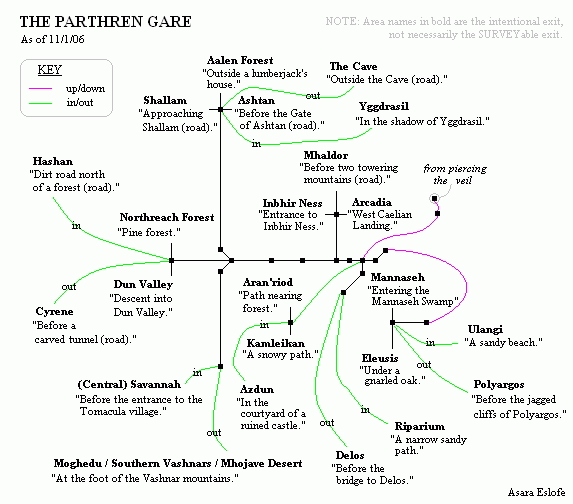 THE PARTHREN GARE
As of 11/1/06
NOTE: Area names in bold are the intentional exit,
not necessarily the SURVEYable exit.
KEY
up/down
in/out
Aalen Forest
"Outside a lumberjack's
house."
The Cave
"Outside the Cave (road)."
out
Shallam
"Approaching
Shallam (road)."
Ashtan
"Before the Gate
of Ashtan (road)."
Yggdrasil
"In the shadow of Yggdrasil."
in
Mhaldor
"Before two towering
mountains (road)."
from piercing
the veil
Hashan
"Dirt road north
of a forest (road)."
in
Northreach Forest
"Pine forest."
Inbhir Ness
"Entrance to
Inbhir Ness."
Arcadia
"West Caelian
Landing."
Dun Valley
"Descent into
Dun Valley."
out
Cyrene
"Before a
carved tunnel (road)."
Aran'riod
"Path nearing
forest."
in
Kamleikan
"A snowy path."
Mannaseh
"Entering the
Mannaseh Swamp"
Ulangi
"A sandy beach."
in
Eleusis
"Under a
gnarled oak."
out
Polyargos
"Before the jagged
cliffs of Polyargos."
in
(Central) Savannah
"Before the entrance to the
Tomacula village."
Azdun
"In the
courtyard of a
ruined castle."
out
in
Riparium
"A narrow sandy
path."
out
Moghedu / Southern Vashnars / Mhojave Desert
"At the foot of the Vashnar mountains."
Delos
"Before the
bridge to Delos."
Asara Eslofe